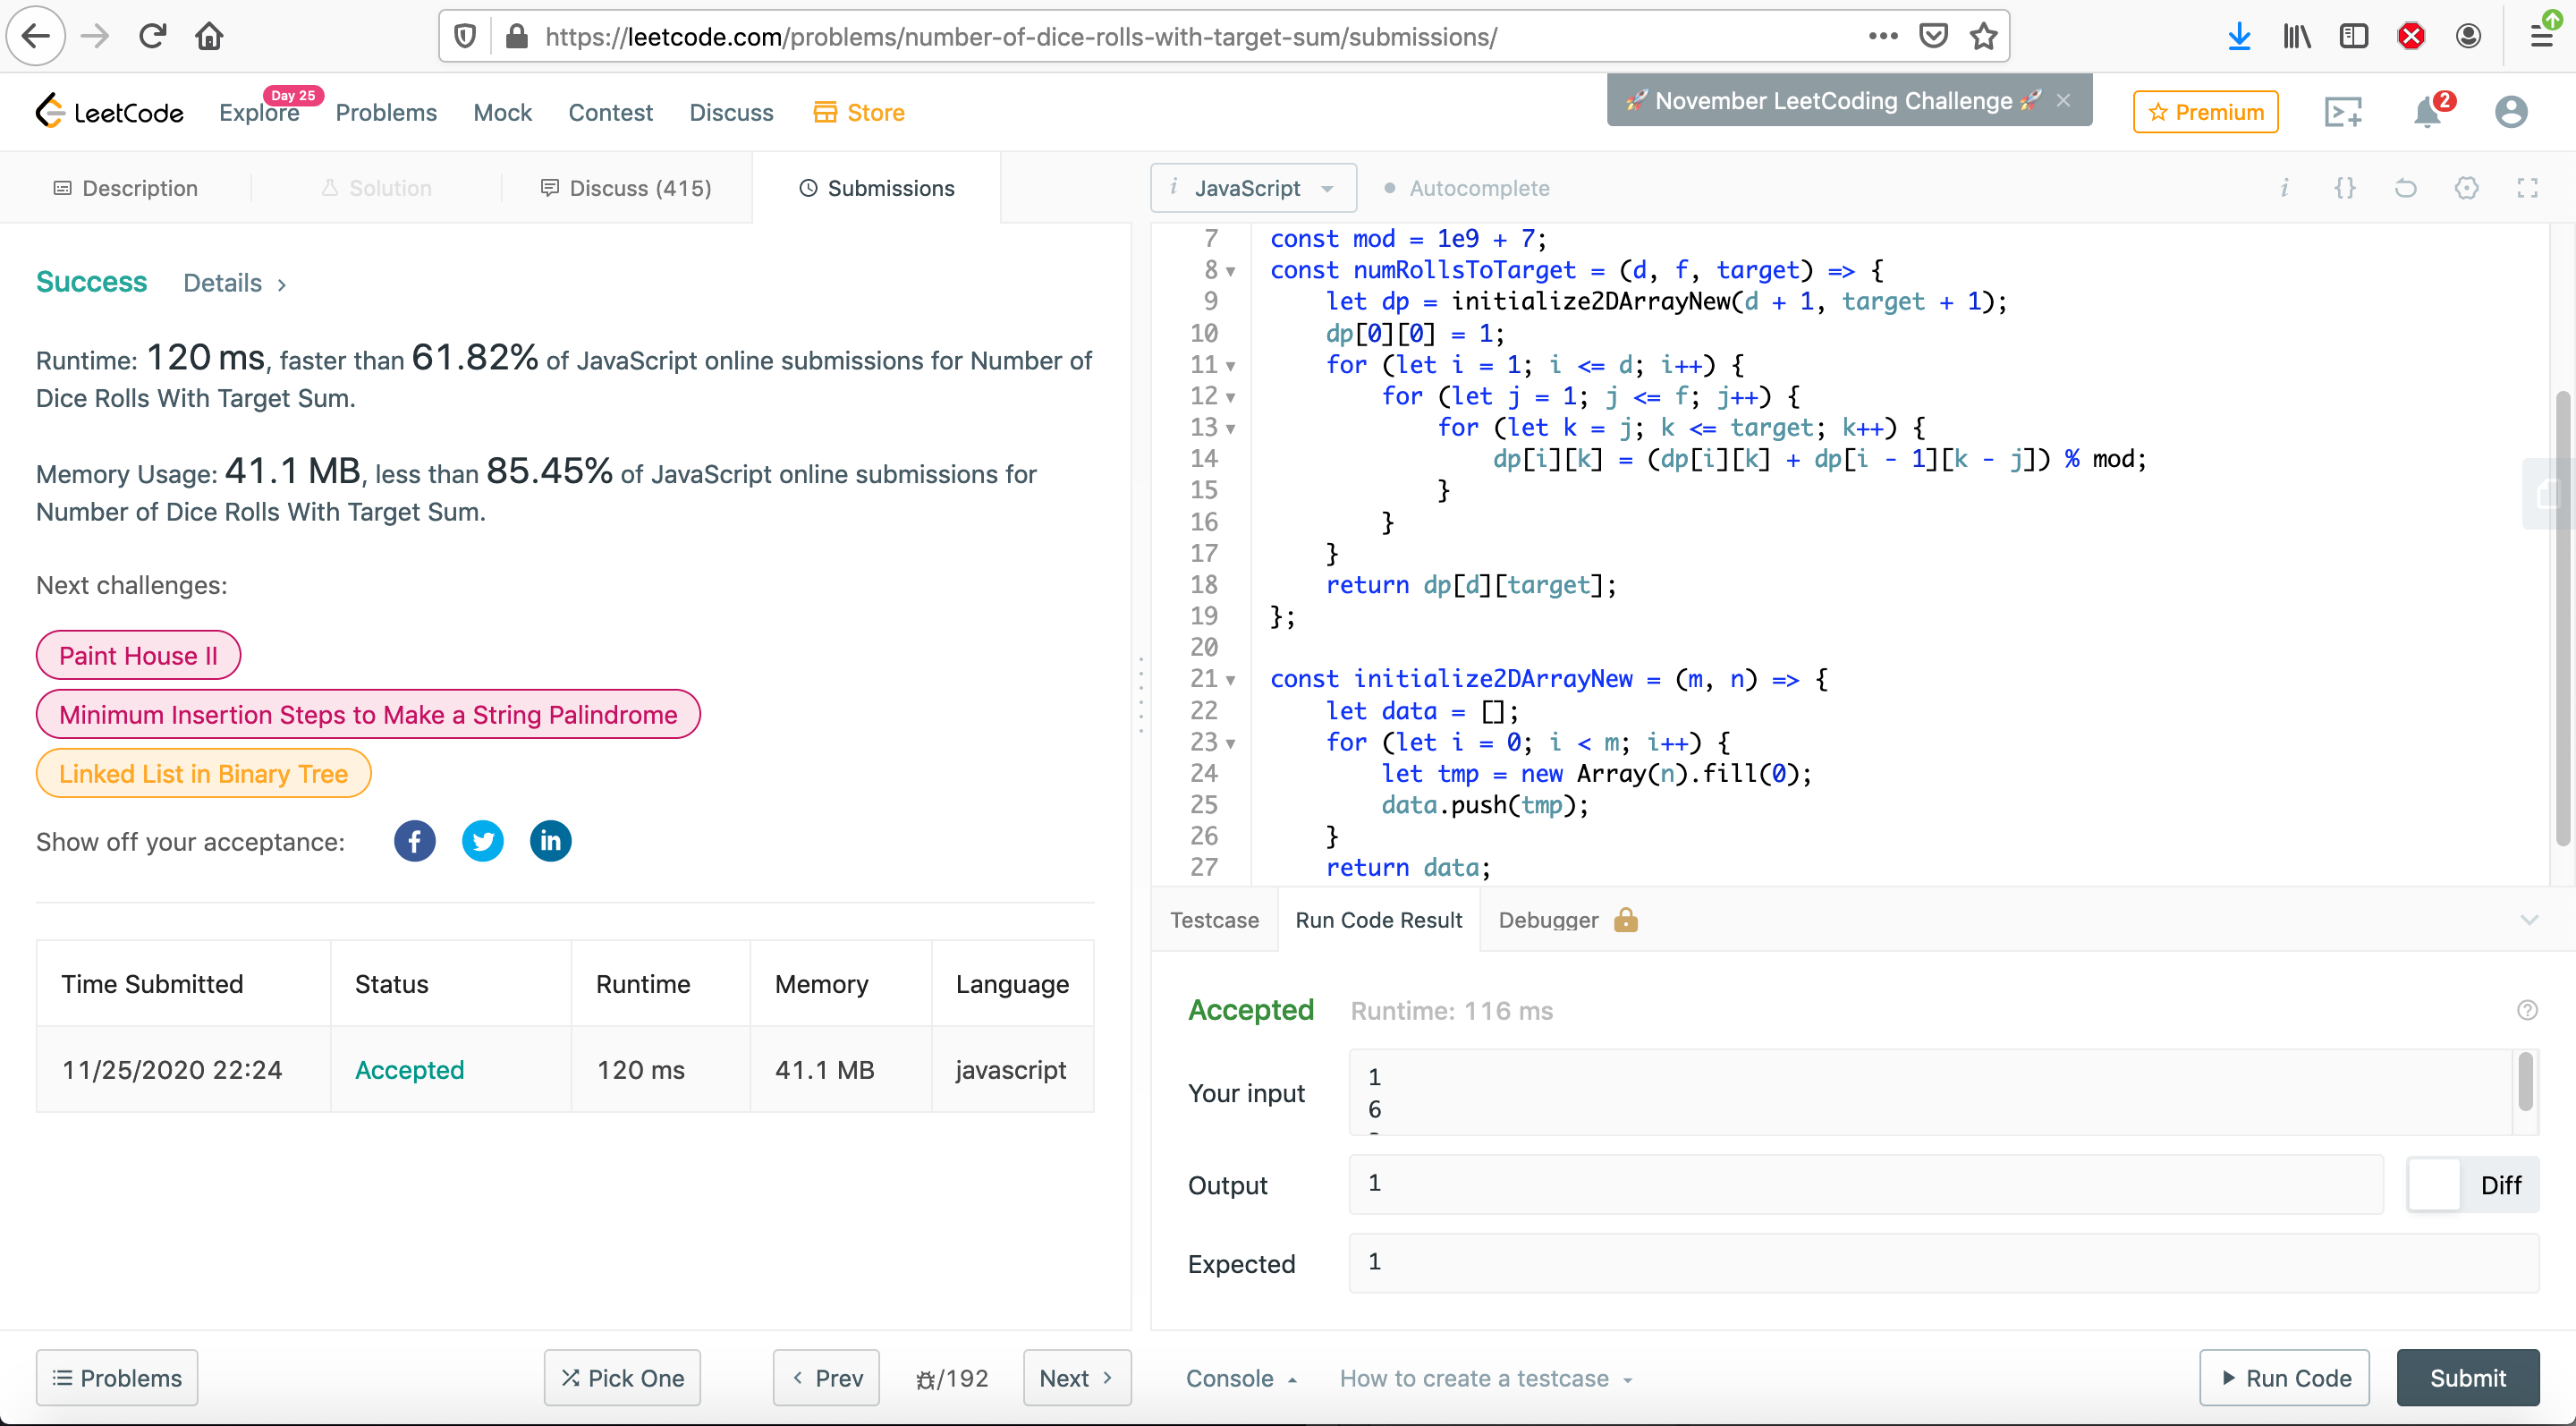 https://leetcode.com/problems/number-of-dice-rolls-with-target-sum/submissions/
LeetCode
Explore
Day 25
Problems
Mock
Contest
Discuss
Store
🚀 November LeetCoding Challenge 🚀 ×
Premium
2
Description
Solution
Discuss (415)
Submissions
Success Details >
Runtime: 120 ms, faster than 61.82% of JavaScript online submissions for Number of
Dice Rolls With Target Sum.
Memory Usage: 41.1 MB, less than 85.45% of JavaScript online submissions for
Number of Dice Rolls With Target Sum.
Next challenges:
Paint House II
Minimum Insertion Steps to Make a String Palindrome
Linked List in Binary Tree
Show off your acceptance:
Time Submitted Status Runtime Memory Language
11/25/2020 22:24 Accepted 120 ms 41.1 MB javascript
Problems
Pick One
< Prev
/192
Next >
i JavaScript
Autocomplete
i {}
7 const mod = 1e9 + 7;
8 const numRollsToTarget = (d, f, target) => {
9     let dp = initialize2DArrayNew(d + 1, target + 1);
10     dp[0][0] = 1;
11     for (let i = 1; i <= d; i++) {
12         for (let j = 1; j <= f; j++) {
13             for (let k = j; k <= target; k++) {
14                 dp[i][k] = (dp[i][k] + dp[i - 1][k - j]) % mod;
15             }
16         }
17     }
18     return dp[d][target];
19 };
20
21 const initialize2DArrayNew = (m, n) => {
22     let data = [];
23     for (let i = 0; i < m; i++) {
24         let tmp = new Array(n).fill(0);
25         data.push(tmp);
26     }
27     return data;
Testcase
Run Code Result
Debugger
Accepted Runtime: 116 ms
Your input
1
6
Output
1
Diff
Expected
1
Console
How to create a testcase
Run Code
Submit